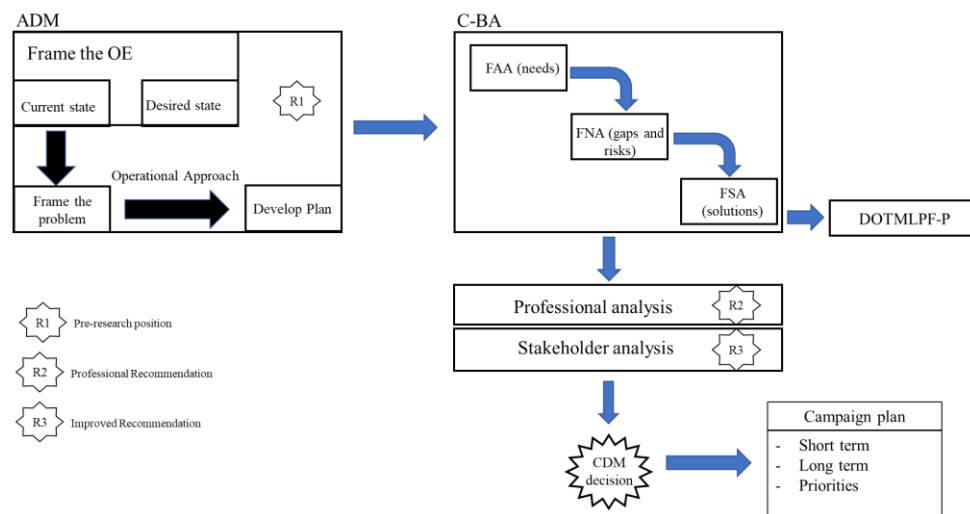 ADM
Frame the OE
Current state
Desired state
R1
Operational Approach
Frame the
problem
Develop Plan
C-BA
FAA (needs)
FNA (gaps and
risks)
FSA
(solutions)
DOTMLPF-P
Professional analysis
R2
Stakeholder analysis
R3
R1 Pre-research position
R2 Professional Recommendation
R3 Improved Recommendation
CDM
decision
Campaign plan
- Short term
- Long term
- Priorities